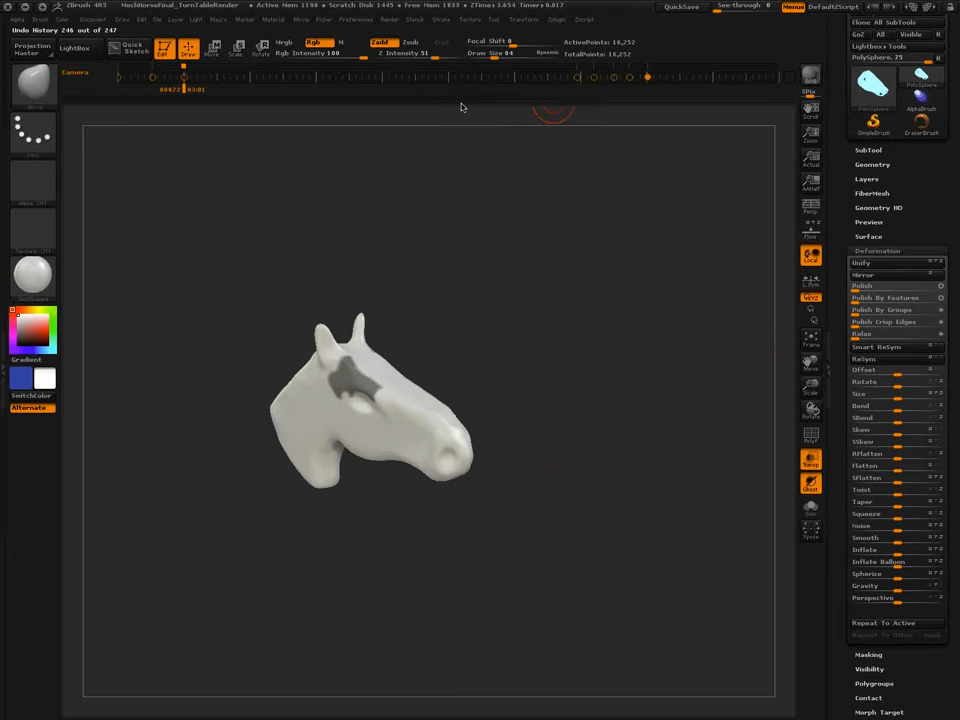 ZBrush 4R5 MechHorseFinal_TurnTableRender • Active Mem 1190 • Scratch Disk 1445 • Free Mem 1833 • ZTime▷3.654 Timer▷0.017 QuickSave See-through 0 Menus DefaultZScript
Alpha Brush Color Document Draw Edit File Layer Light Macro Marker Material Movie Picker Preferences Render Stencil Stroke Texture Tool Transform Zplugin Zscript
Undo History 246 out of 247
Projection Master
LightBox
Quick Sketch
Edit
Draw
Move
Scale
Rotate
Mrgb Rgb M
Rgb Intensity 100
Zadd Zsub
Z Intensity 51
Focal Shift 0
Draw Size 84 Dynamic
ActivePoints: 16,252
TotalPoints: 16,252
Camera
00072 03:01
Alpha Off
Texture Off
Gradient
SwitchColor
Alternate
SPix
Scroll
Zoom
Actual
AAHalf
Persp
Floor
Local
L.Sym
XYZ
Frame
Move
Scale
Rotate
PolyF
Transp
Ghost
Solo
Xpose
Clone All SubTools
GoZ All Visible R
Lightbox▸Tools
PolySphere. 75 R
PolySphere
PolySphere
AlphaBrush
SimpleBrush
EraserBrush
SubTool
Geometry
Layers
FiberMesh
Geometry HD
Preview
Surface
Deformation
Unify
Mirror
Polish
Polish By Features
Polish By Groups
Polish Crisp Edges
Relax
Smart ReSym
ReSym
Offset
Rotate
Size
Bend
SBend
Skew
SSkew
RFlatten
Flatten
SFlatten
Twist
Taper
Squeeze
Noise
Smooth
Inflate
Inflate Balloon
Spherize
Gravity
Perspective
Repeat To Active
Repeat To Other Mask
Masking
Visibility
Polygroups
Contact
Morph Target